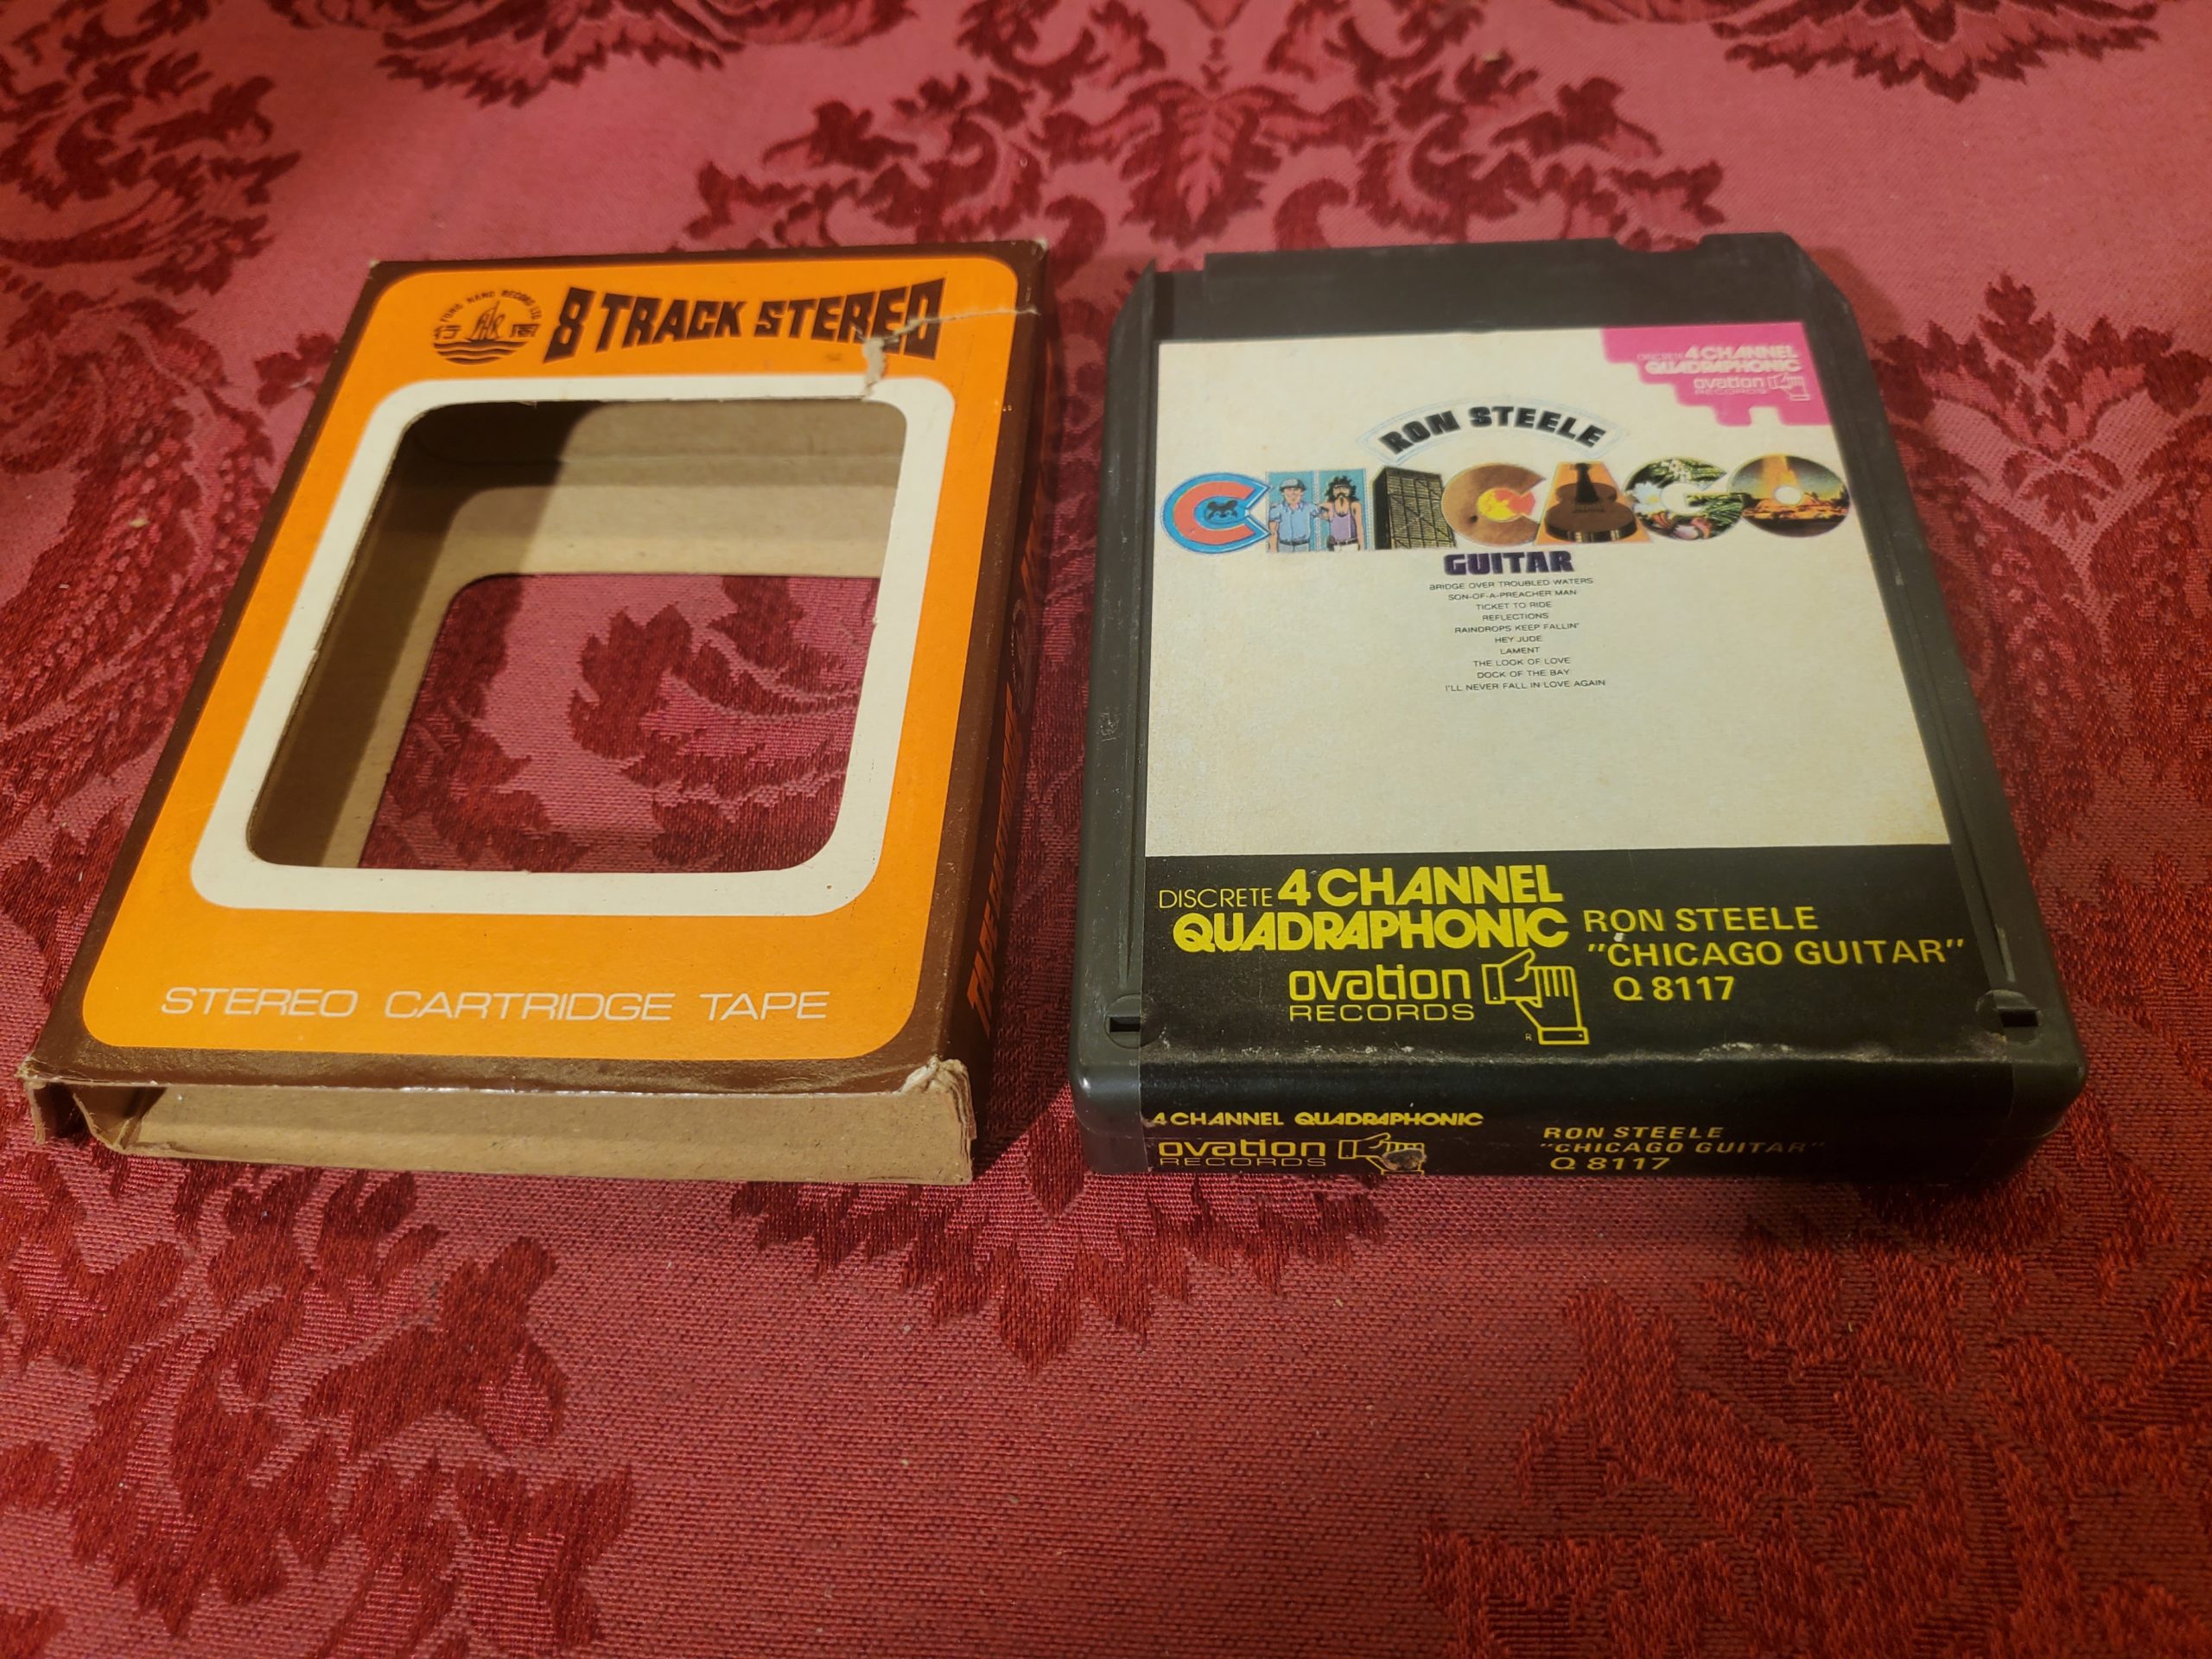 8 TRACK STEREO
STEREO CARTRIDGE TAPE
DISCRETE 4 CHANNEL
QUADRAPHONIC
ovation
RECORDS
RON STEELE
CHICAGO
GUITAR
BRIDGE OVER TROUBLED WATERS
SON-OF-A-PREACHER MAN
TICKET TO RIDE
REFLECTIONS
RAINDROPS KEEP FALLIN'
HEY JUDE
LAMENT
THE LOOK OF LOVE
DOCK OF THE BAY
I'LL NEVER FALL IN LOVE AGAIN
DISCRETE 4 CHANNEL
QUADRAPHONIC
ovation
RECORDS
R
RON STEELE
"CHICAGO GUITAR"
Q 8117
4 CHANNEL QUADRAPHONIC
ovation
RECORDS
RON STEELE
"CHICAGO GUITAR"
Q 8117